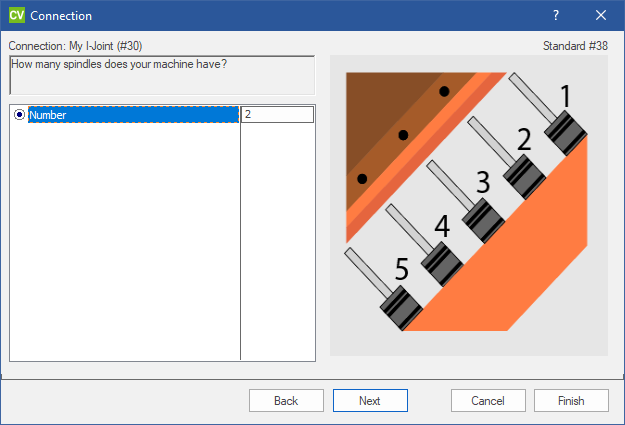 CV Connection
Connection: My I-Joint (#30)
Standard #38
How many spindles does your machine have?
Number 2
1
2
3
4
5
Back Next Cancel Finish